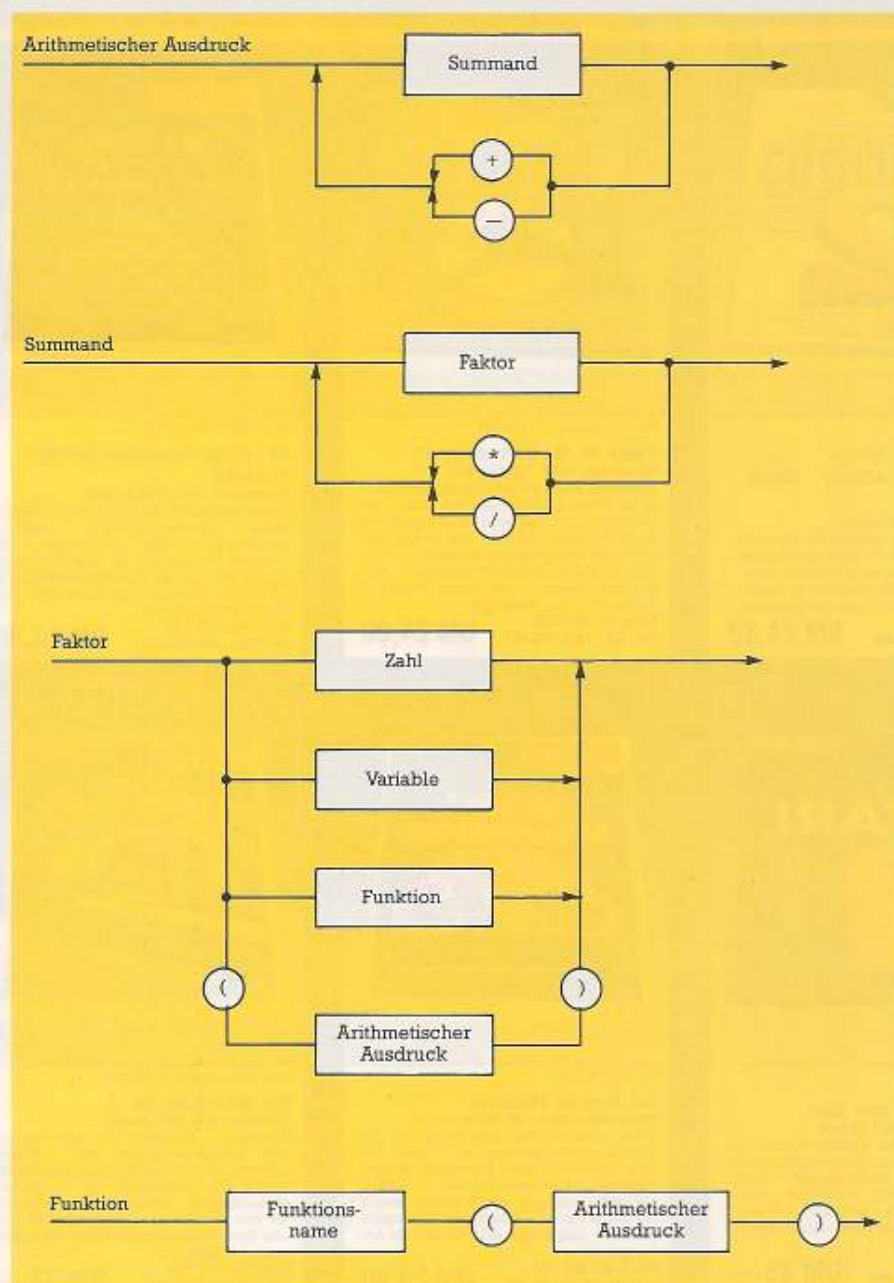 Arithmetischer Ausdruck
Summand
+
—
Summand
Faktor
*
/
Faktor
Zahl
Variable
Funktion
(
)
Arithmetischer
Ausdruck
Funktion
Funktions-
name
(
Arithmetischer
Ausdruck
)